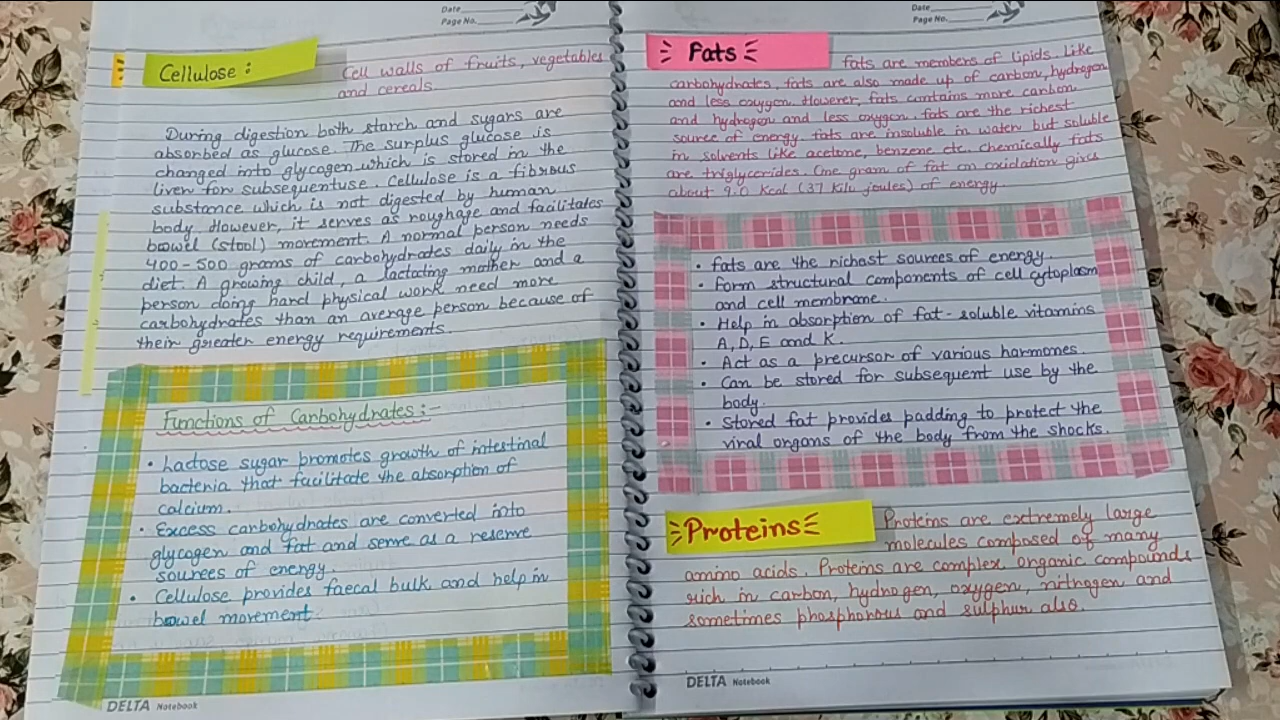 Date
Page No.
Cellulose :
Cell walls of fruits, vegetables
and cereals.
During digestion both starch and sugars are
absorbed as glucose. The surplus glucose is
changed into glycogen which is stored in the
liver for subsequentuse. Cellulose is a fibrous
substance which is not digested by human
body. However, it serves as roughage and facilitates
bowel (stool) movement. A normal person needs
400-500 grams of carbohydrates daily in the
diet. A growing child, a lactating mother and a
person doing hard physical work need more
carbohydrates than an average person because of
their greater energy requirements.
Functions of Carbohydrates :-
• Lactose sugar promotes growth of intestinal
bacteria that facilitate the absorption of
calcium.
• Excess carbohydrates are converted into
glycogen and fat and serve as a reserve
sources of energy.
• Cellulose provides faecal bulk and help in
bowel movement.
DELTA Notebook
Date
Page No.
Fats
fats are members of lipids. Like
carbohydrates, fats are also made up of carbon, hydrogen
and less oxygen. However, fats contains more carbon
and hydrogen and less oxygen. fats are the richest
source of energy. fats are insoluble in water but soluble
in solvents like acetone, benzene etc. chemically fats
are triglycerides. One gram of fat on oxidation gives
about 9.0 Kcal (37 Kilu joules) of energy.
• fats are the richest sources of energy.
• Form structural components of cell cytoplasm
and cell membrane.
• Help in absorption of fat-soluble vitamins
A, D, E and K.
• Act as a precursor of various harmones.
• Can be stored for subsequent use by the
body.
• Stored fat provides padding to protect the
viral organs of the body from the shocks.
Proteins
Proteins are extremely large
molecules composed of many
amino acids. Proteins are complex organic compounds
rich in carbon, hydrogen, oxygen, nithogen and
sometimes phosphorous and sulphur also.
DELTA Notebook